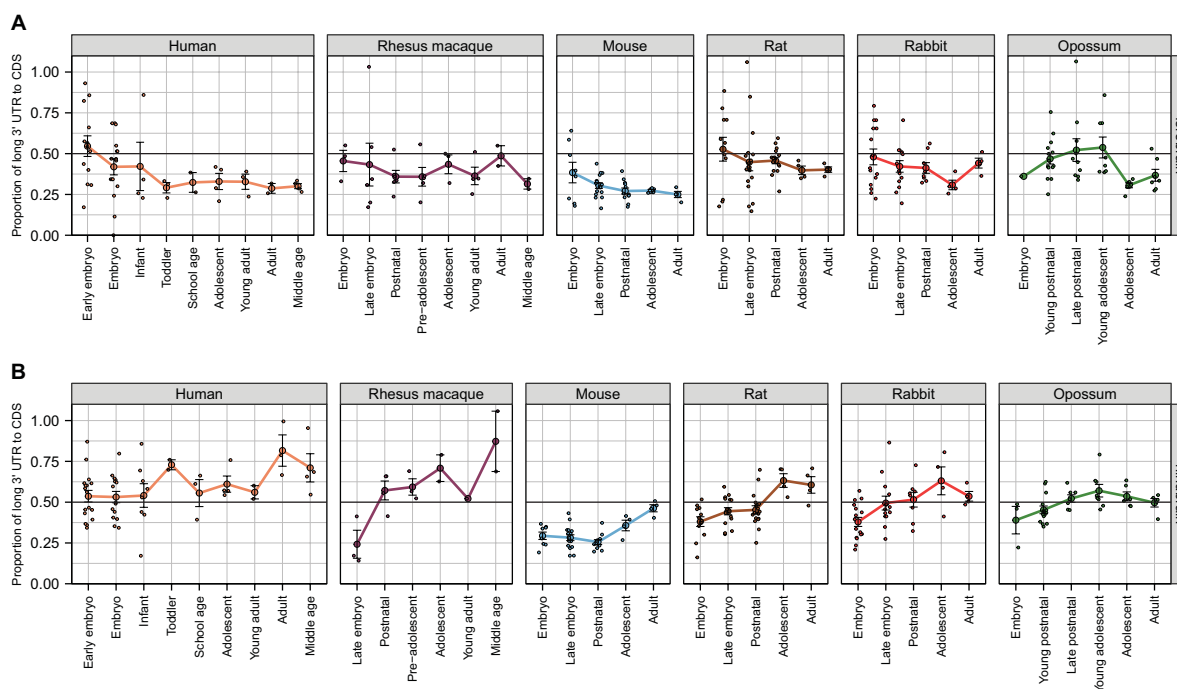 A
Human Rhesus macaque Mouse Rat Rabbit Opossum
Proportion of long 3' UTR to CDS
1.00
0.75
0.50
0.25
0.00
Early embryo
Embryo
Infant
Toddler
School age
Adolescent
Young adult
Adult
Middle age
Embryo
Late embryo
Postnatal
Pre−adolescent
Adolescent
Young adult
Adult
Middle age
Embryo
Late embryo
Postnatal
Adolescent
Adult
Embryo
Late embryo
Postnatal
Adolescent
Adult
Embryo
Late embryo
Postnatal
Adolescent
Adult
Embryo
Young postnatal
Late postnatal
Young adolescent
Adolescent
Adult
B
Human Rhesus macaque Mouse Rat Rabbit Opossum
Proportion of long 3' UTR to CDS
1.00
0.75
0.50
0.25
0.00
Early embryo
Embryo
Infant
Toddler
School age
Adolescent
Young adult
Adult
Middle age
Late embryo
Postnatal
Pre−adolescent
Adolescent
Young adult
Adult
Middle age
Embryo
Late embryo
Postnatal
Adolescent
Adult
Embryo
Late embryo
Postnatal
Adolescent
Adult
Embryo
Late embryo
Postnatal
Adolescent
Adult
Embryo
Young postnatal
Late postnatal
Young adolescent
Adolescent
Adult